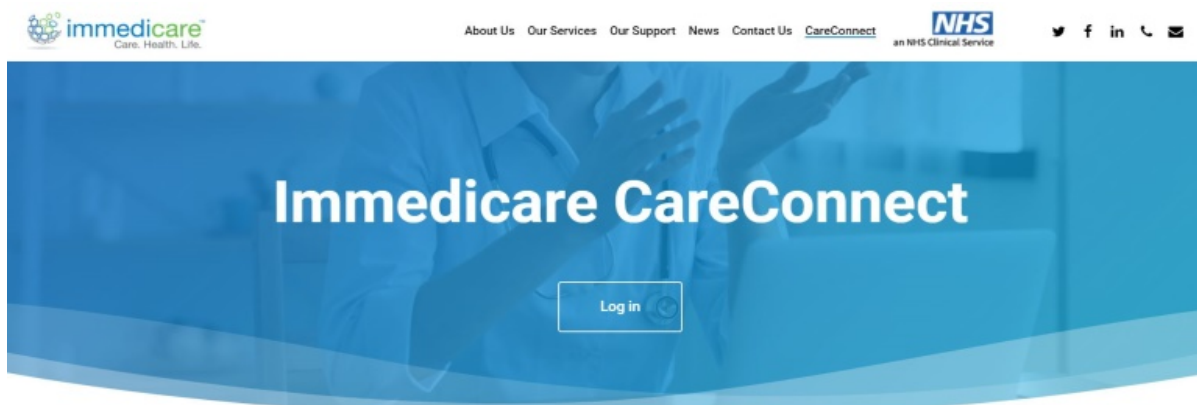 immedicare™
Care. Health. Life.
About Us Our Services Our Support News Contact Us CareConnect
NHS
an NHS Clinical Service
Immedicare CareConnect
Log in